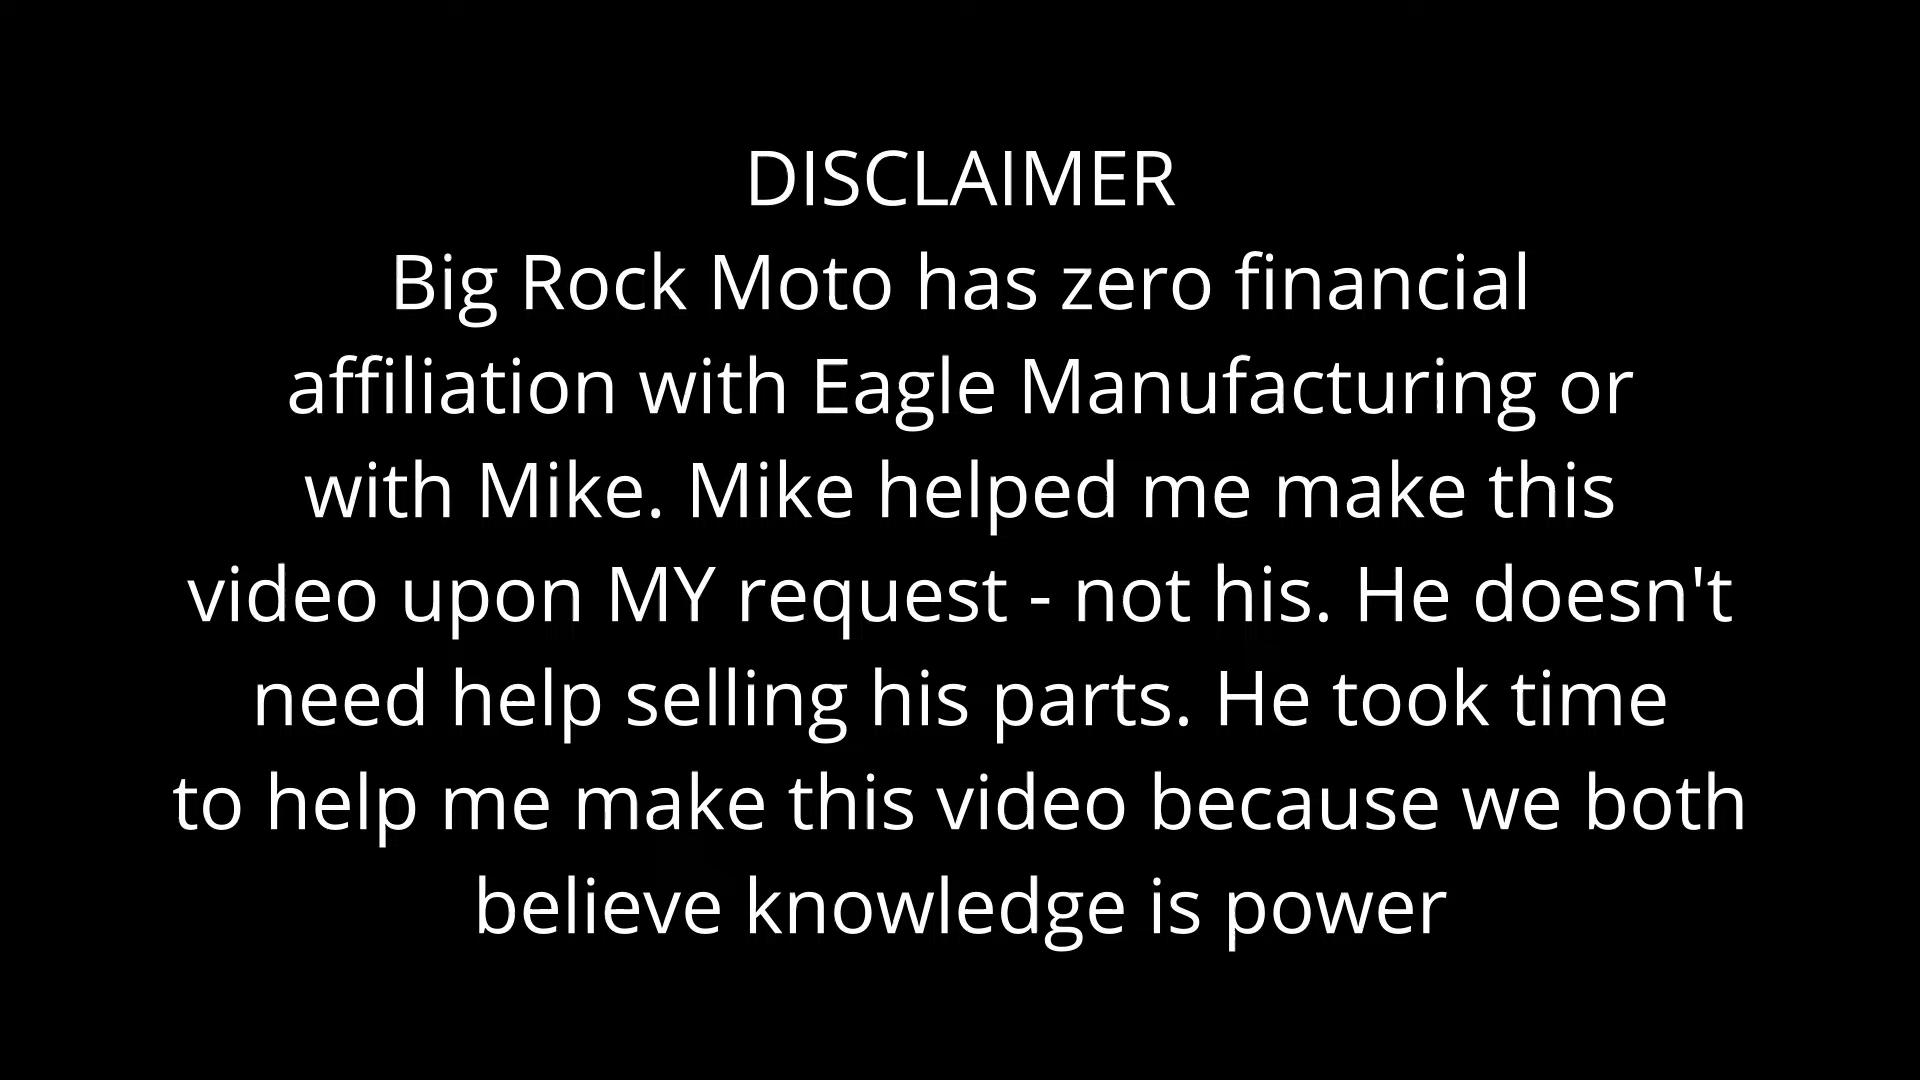 DISCLAIMER
Big Rock Moto has zero financial
affiliation with Eagle Manufacturing or
with Mike. Mike helped me make this
video upon MY request - not his. He doesn't
need help selling his parts. He took time
to help me make this video because we both
believe knowledge is power